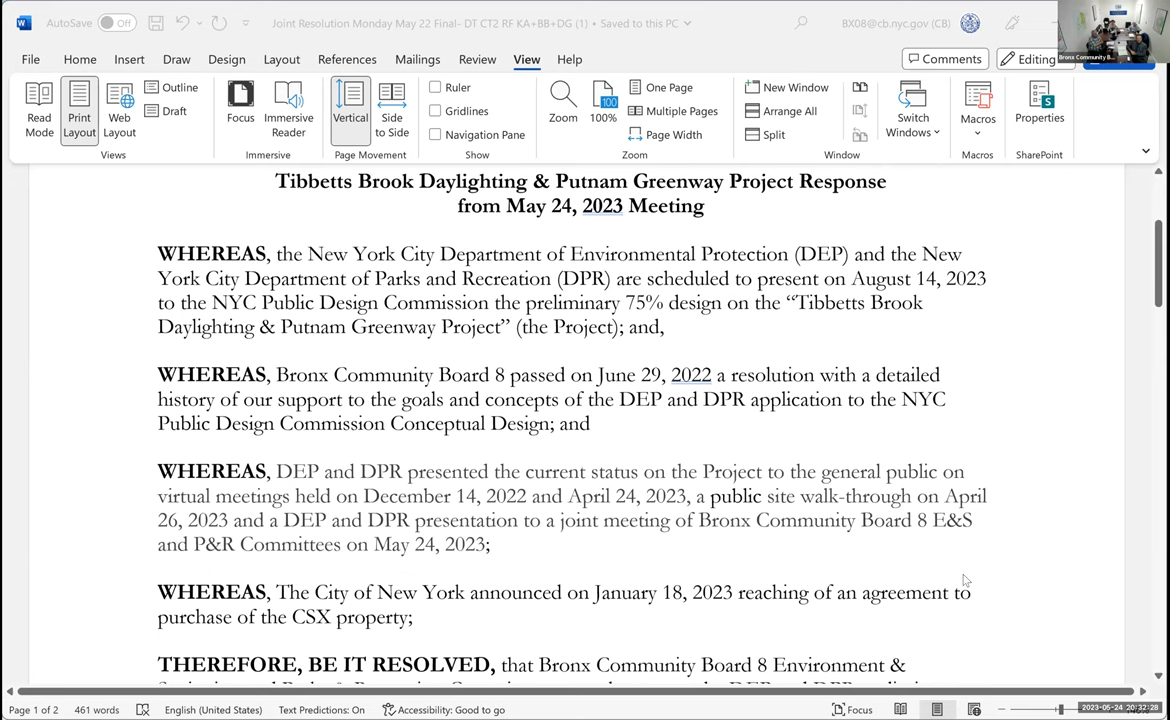 AutoSave Off Joint Resolution Monday May 22 Final- DT CT2 RF KA+BB+DG (1) • Saved to this PC BX08@cb.nyc.gov (CB)
Bronx Community B...
File Home Insert Draw Design Layout References Mailings Review View Help Comments Editing
Read Mode
Print Layout
Web Layout
Outline
Draft
Views
Focus
Immersive Reader
Immersive
Vertical
Side to Side
Page Movement
Ruler
Gridlines
Navigation Pane
Show
Zoom
100
100%
One Page
Multiple Pages
Page Width
Zoom
New Window
Arrange All
Split
Switch Windows
Window
Macros
Macros
Properties
SharePoint
Tibbetts Brook Daylighting & Putnam Greenway Project Response
from May 24, 2023 Meeting
WHEREAS, the New York City Department of Environmental Protection (DEP) and the New
York City Department of Parks and Recreation (DPR) are scheduled to present on August 14, 2023
to the NYC Public Design Commission the preliminary 75% design on the “Tibbetts Brook
Daylighting & Putnam Greenway Project” (the Project); and,
WHEREAS, Bronx Community Board 8 passed on June 29, 2022 a resolution with a detailed
history of our support to the goals and concepts of the DEP and DPR application to the NYC
Public Design Commission Conceptual Design; and
WHEREAS, DEP and DPR presented the current status on the Project to the general public on
virtual meetings held on December 14, 2022 and April 24, 2023, a public site walk-through on April
26, 2023 and a DEP and DPR presentation to a joint meeting of Bronx Community Board 8 E&S
and P&R Committees on May 24, 2023;
WHEREAS, The City of New York announced on January 18, 2023 reaching of an agreement to
purchase of the CSX property;
THEREFORE, BE IT RESOLVED, that Bronx Community Board 8 Environment &
Page 1 of 2 461 words English (United States) Text Predictions: On Accessibility: Good to go Focus
2023-05-24 20:32:28